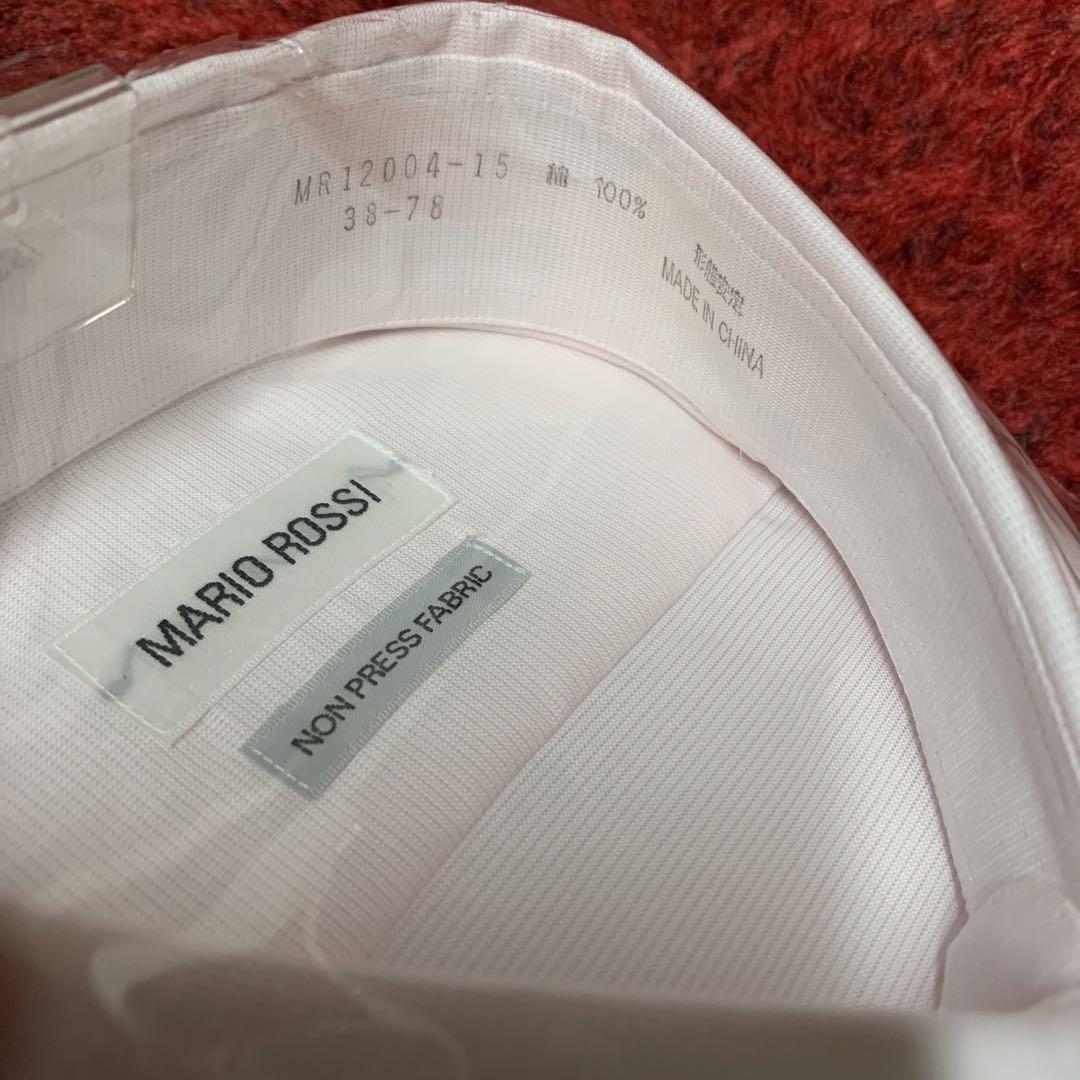 MR12004-15 綿 100%
38-78
形態安定
MADE IN CHINA
MARIO ROSSI
NON PRESS FABRIC